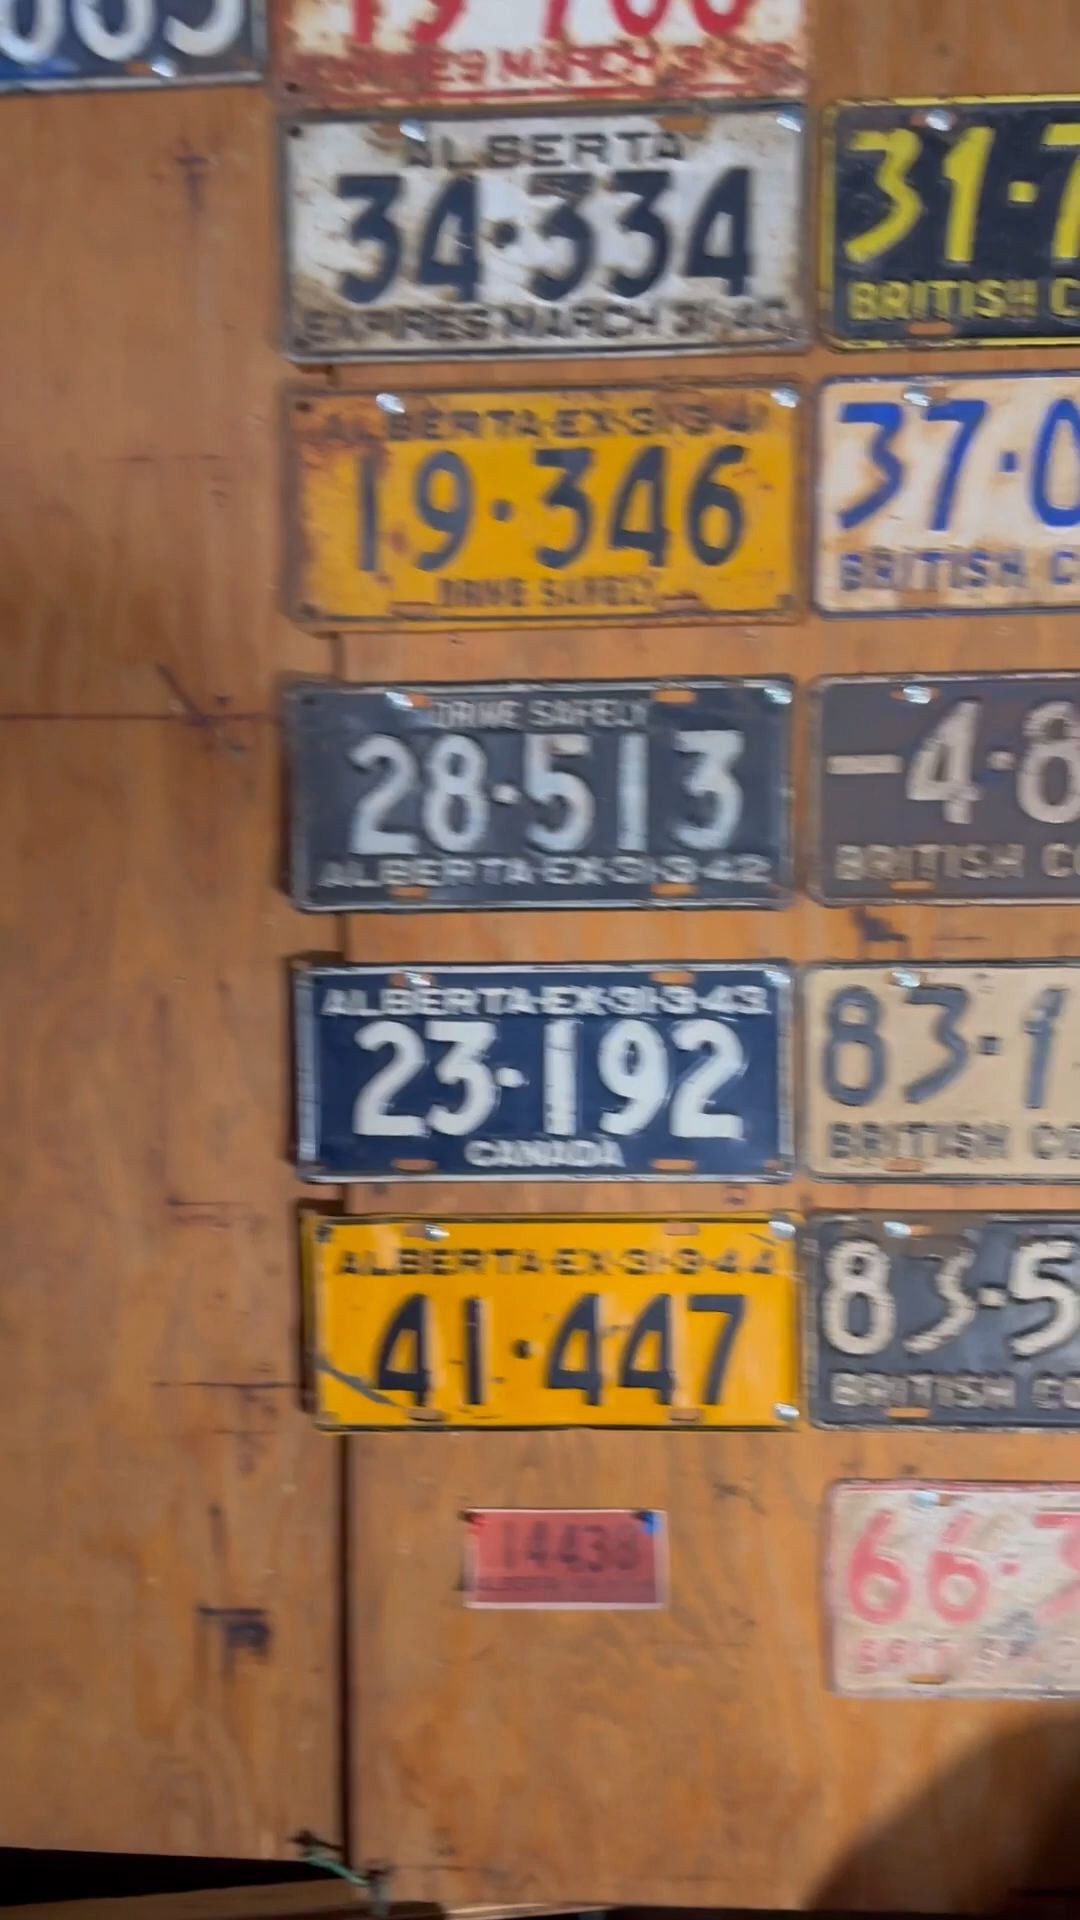 MARCH
ALBERTA
34·334
EXPIRES MARCH 31-40
ALBERTA-EX-31-3-41
19·346
DRIVE SAFELY
DRIVE SAFELY
28·513
ALBERTA-EX-31-3-42
ALBERTA-EX-31-3-43
23·192
CANADA
ALBERTA-EX-31-3-44
41·447
14438
31·7
BRITISH C
37·0
BRITISH C
-4·8
BRITISH CO
83·1
BRITISH CO
83-5
BRITISH CO
66·3
BRITISH